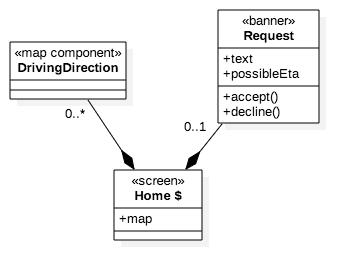 «map component»
DrivingDirection
«banner»
Request
+text
+possibleEta
+accept()
+decline()
0..*
0..1
«screen»
Home $
+map